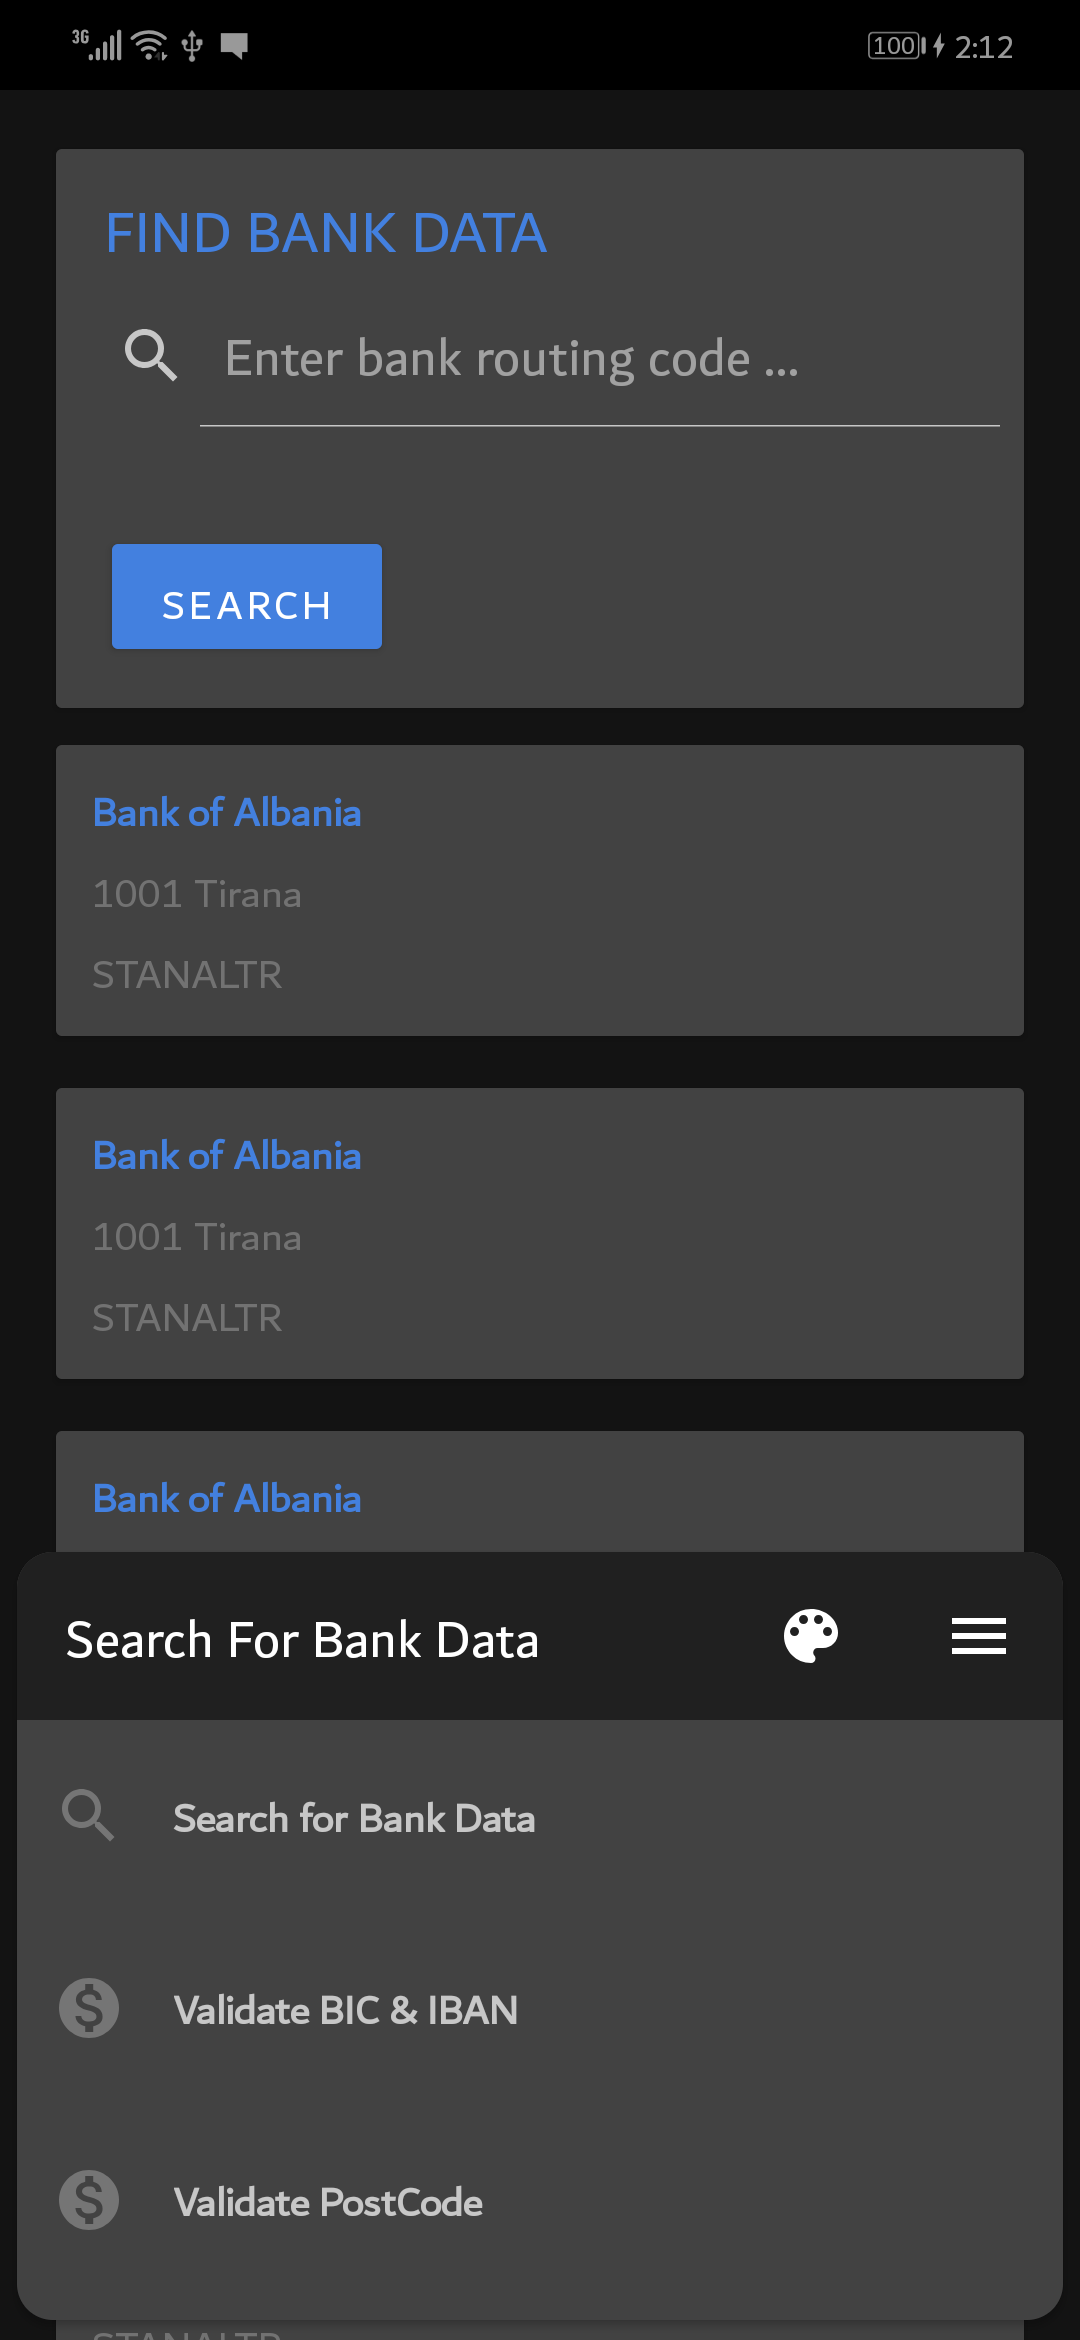 3G 100 2:12
FIND BANK DATA
Enter bank routing code ...
SEARCH
Bank of Albania
1001 Tirana
STANALTR
Bank of Albania
1001 Tirana
STANALTR
Bank of Albania
Search For Bank Data
Search for Bank Data
Validate BIC & IBAN
Validate PostCode
STANALTR